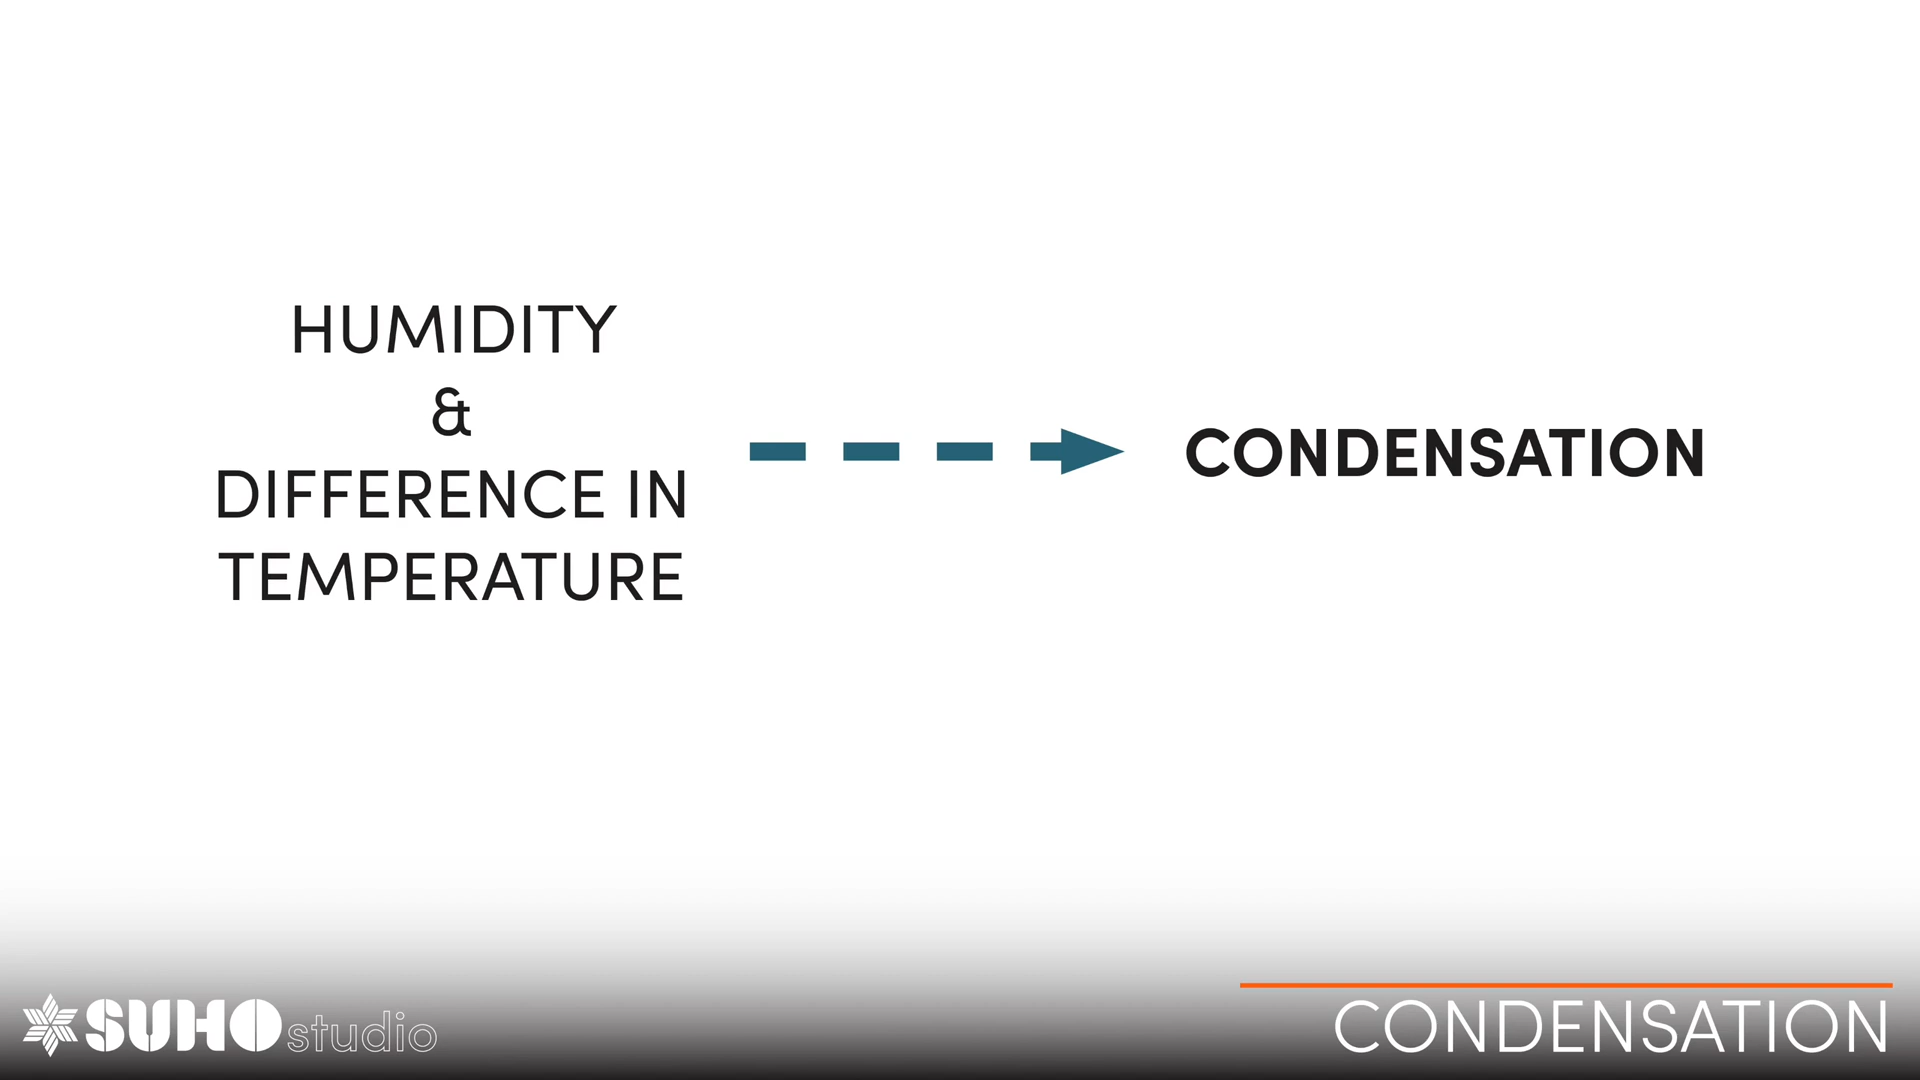 HUMIDITY
&
DIFFERENCE IN
TEMPERATURE
CONDENSATION
SUHO studio
CONDENSATION